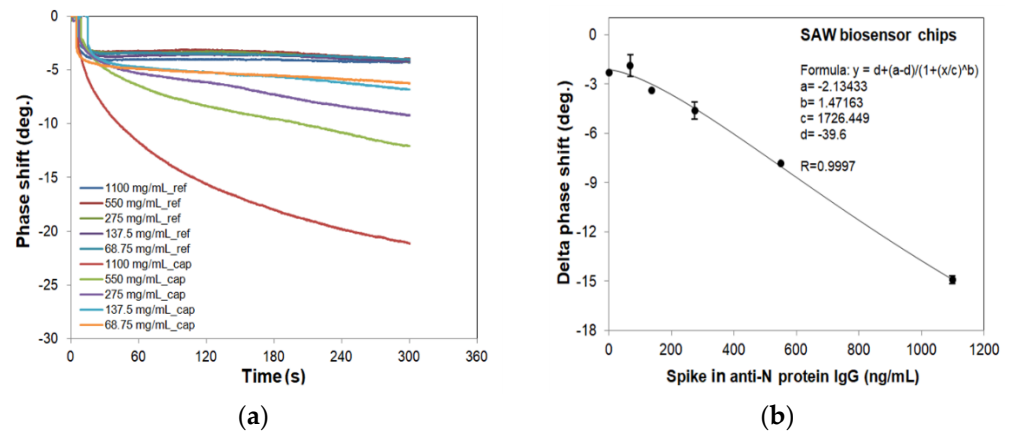 0
-5
-10
-15
-20
-25
-30
Phase shift (deg.)
1100 mg/mL_ref
550 mg/mL_ref
275 mg/mL_ref
137.5 mg/mL_ref
68.75 mg/mL_ref
1100 mg/mL_cap
550 mg/mL_cap
275 mg/mL_cap
137.5 mg/mL_cap
68.75 mg/mL_cap
0 60 120 180 240 300 360
Time (s)
(a)
SAW biosensor chips
Formula: y = d+(a-d)/(1+(x/c)^b)
a= -2.13433
b= 1.47163
c= 1726.449
d= -39.6
R=0.9997
0
-3
-6
-9
-12
-15
-18
Delta phase shift (deg.)
0 200 400 600 800 1000 1200
Spike in anti-N protein IgG (ng/mL)
(b)